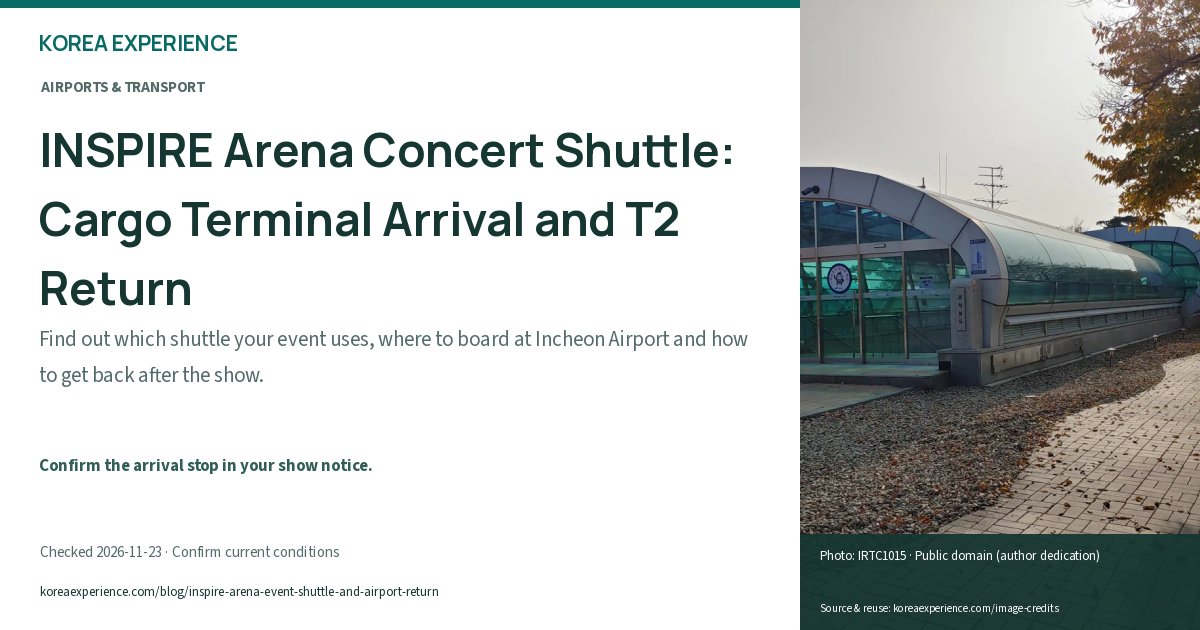 KOREA EXPERIENCE
AIRPORTS & TRANSPORT
INSPIRE Arena Concert Shuttle:
Cargo Terminal Arrival and T2
Return
Find out which shuttle your event uses, where to board at Incheon Airport and how
to get back after the show.
Confirm the arrival stop in your show notice.
Checked 2026-11-23 · Confirm current conditions
koreaexperience.com/blog/inspire-arena-event-shuttle-and-airport-return
Photo: IRTC1015 · Public domain (author dedication)
Source & reuse: koreaexperience.com/image-credits